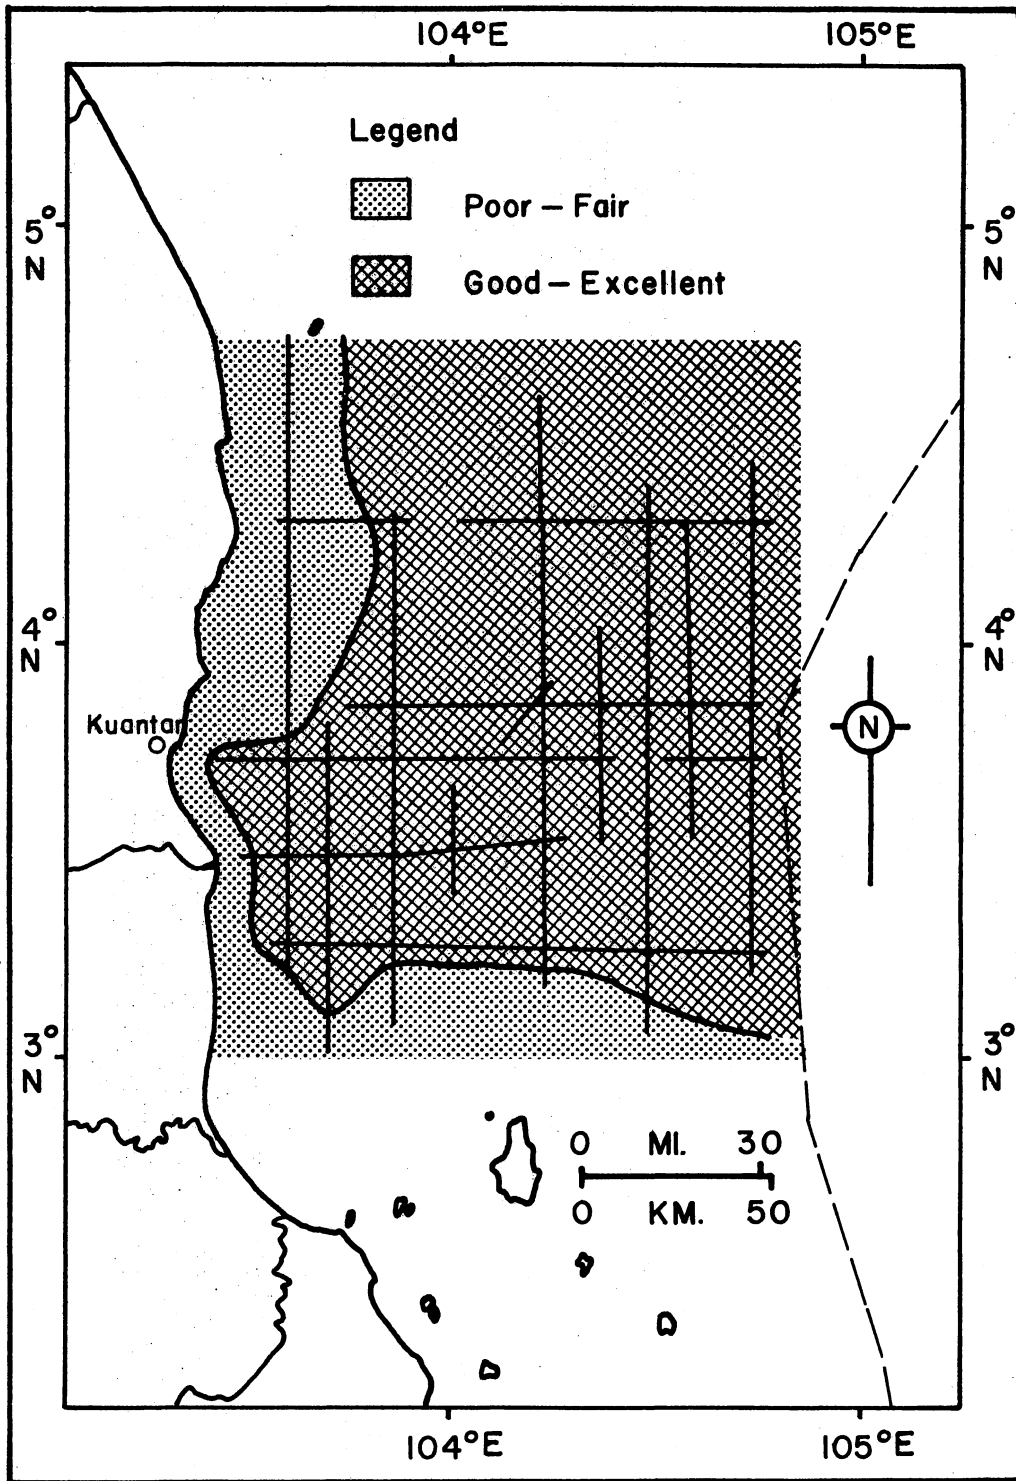 104°E 105°E
Legend
Poor – Fair
5° 5°
N N
Good – Excellent
4° 4°
N N
Kuantan
N
3° 3°
N N
0 MI. 30
0 KM. 50
104°E 105°E